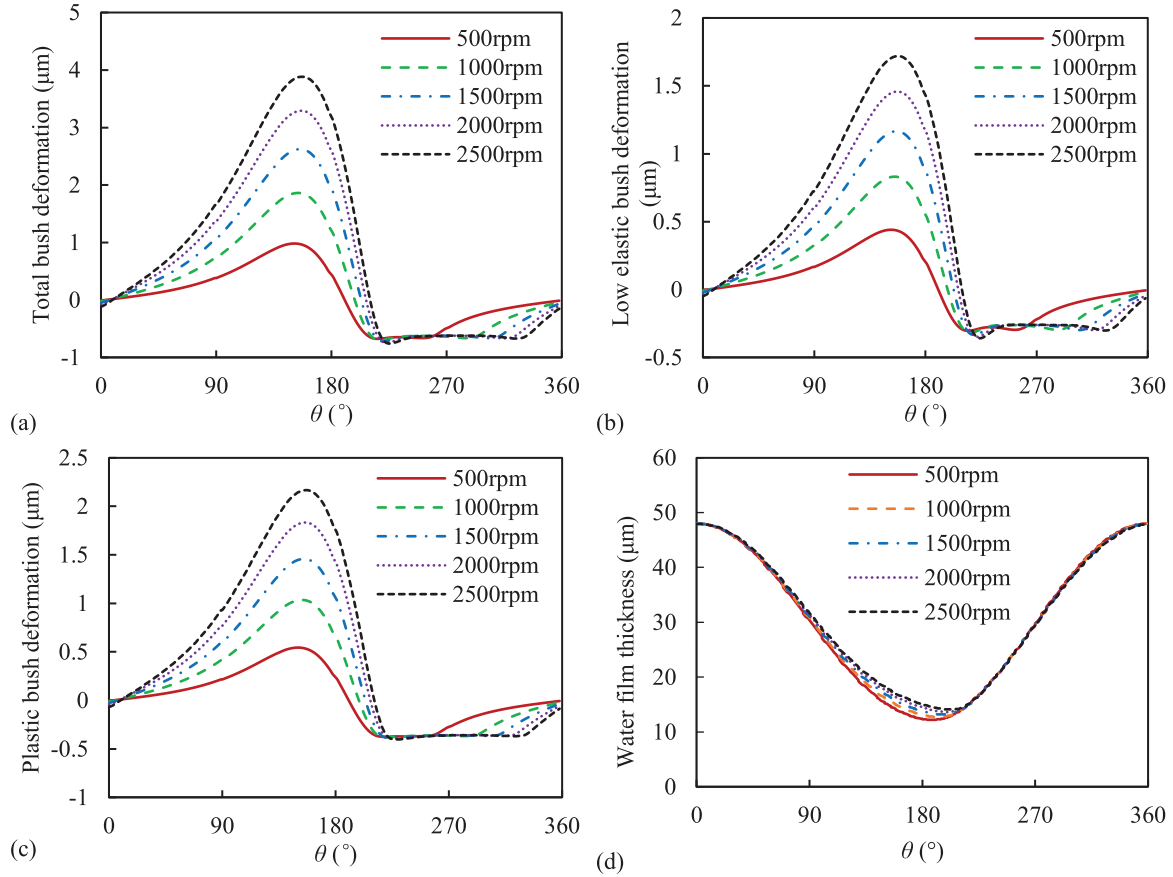 5
4
3
2
1
0
-1
Total bush deformation (μm)
500rpm
1000rpm
1500rpm
2000rpm
2500rpm
0
90
180
270
360
θ (°)
(a)
2
1.5
1
0.5
0
-0.5
Low elastic bush deformation
(μm)
500rpm
1000rpm
1500rpm
2000rpm
2500rpm
0
90
180
270
360
θ (°)
(b)
2.5
2
1.5
1
0.5
0
-0.5
-1
Plastic bush deformation (μm)
500rpm
1000rpm
1500rpm
2000rpm
2500rpm
0
90
180
270
360
θ (°)
(c)
60
50
40
30
20
10
0
Water film thickness (μm)
500rpm
1000rpm
1500rpm
2000rpm
2500rpm
0
90
180
270
360
θ (°)
(d)